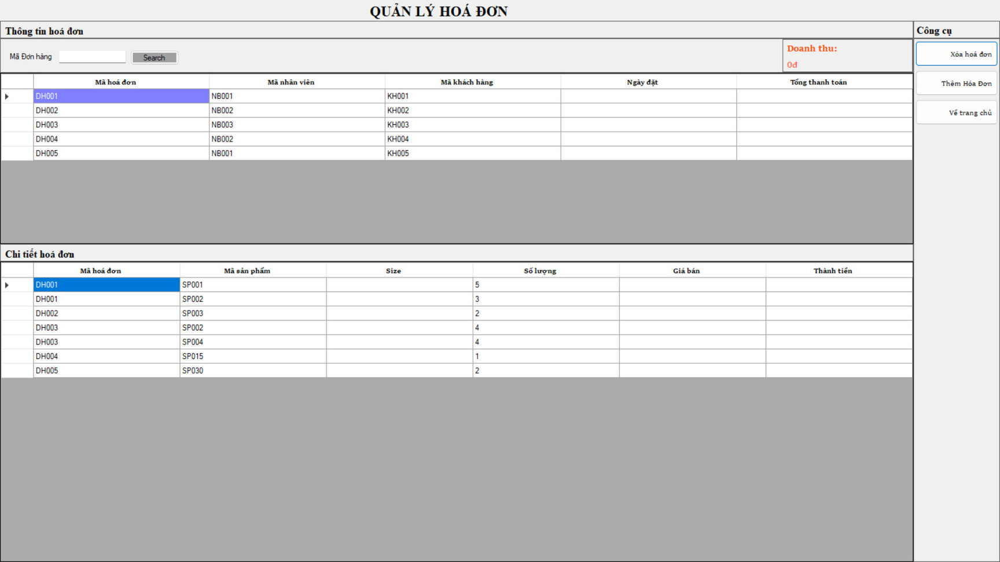 QUẢN LÝ HOÁ ĐƠN
Thông tin hoá đơn
Mã Đơn hàng Search
Doanh thu:
0đ
Mã hoá đơn Mã nhân viên Mã khách hàng Ngày đặt Tổng thanh toán
DH001 NB001 KH001
DH002 NB002 KH002
DH003 NB003 KH003
DH004 NB002 KH004
DH005 NB001 KH005
Chi tiết hoá đơn
Mã hoá đơn Mã sản phẩm Size Số lượng Giá bán Thành tiền
DH001 SP001 5
DH001 SP002 3
DH002 SP003 2
DH003 SP002 4
DH003 SP004 4
DH004 SP015 1
DH005 SP030 2
Công cụ
Xóa hoá đơn
Thêm Hóa Đơn
Về trang chủ